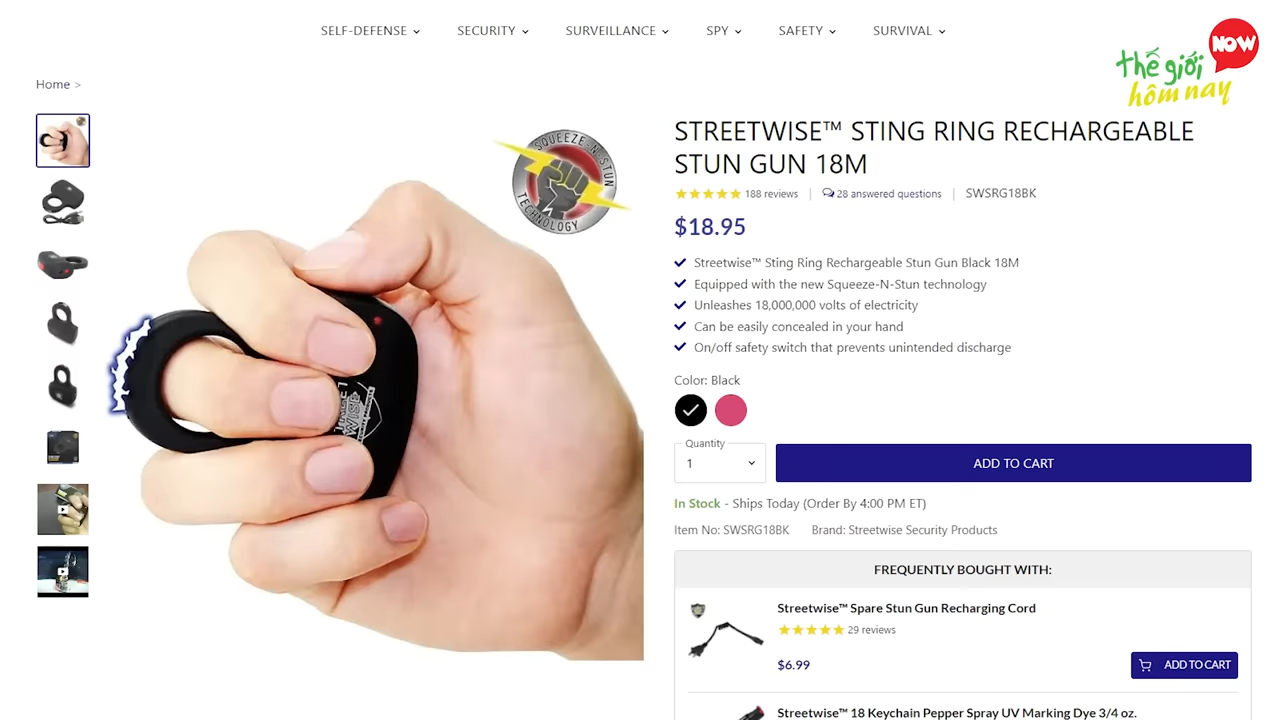 SELF-DEFENSE SECURITY SURVEILLANCE SPY SAFETY SURVIVAL
NOW
thế giới
hôm nay
Home >
SQUEEZE-N-STUN
TECHNOLOGY
STREETWISE™ STING RING RECHARGEABLE
STUN GUN 18M
188 reviews | 28 answered questions | SWSRG18BK
$18.95
Streetwise™ Sting Ring Rechargeable Stun Gun Black 18M
Equipped with the new Squeeze-N-Stun technology
Unleashes 18,000,000 volts of electricity
Can be easily concealed in your hand
On/off safety switch that prevents unintended discharge
Color: Black
Quantity
1
ADD TO CART
In Stock - Ships Today (Order By 4:00 PM ET)
Item No: SWSRG18BK Brand: Streetwise Security Products
FREQUENTLY BOUGHT WITH:
Streetwise™ Spare Stun Gun Recharging Cord
29 reviews
$6.99
ADD TO CART
Streetwise™ 18 Keychain Pepper Spray UV Marking Dye 3/4 oz.